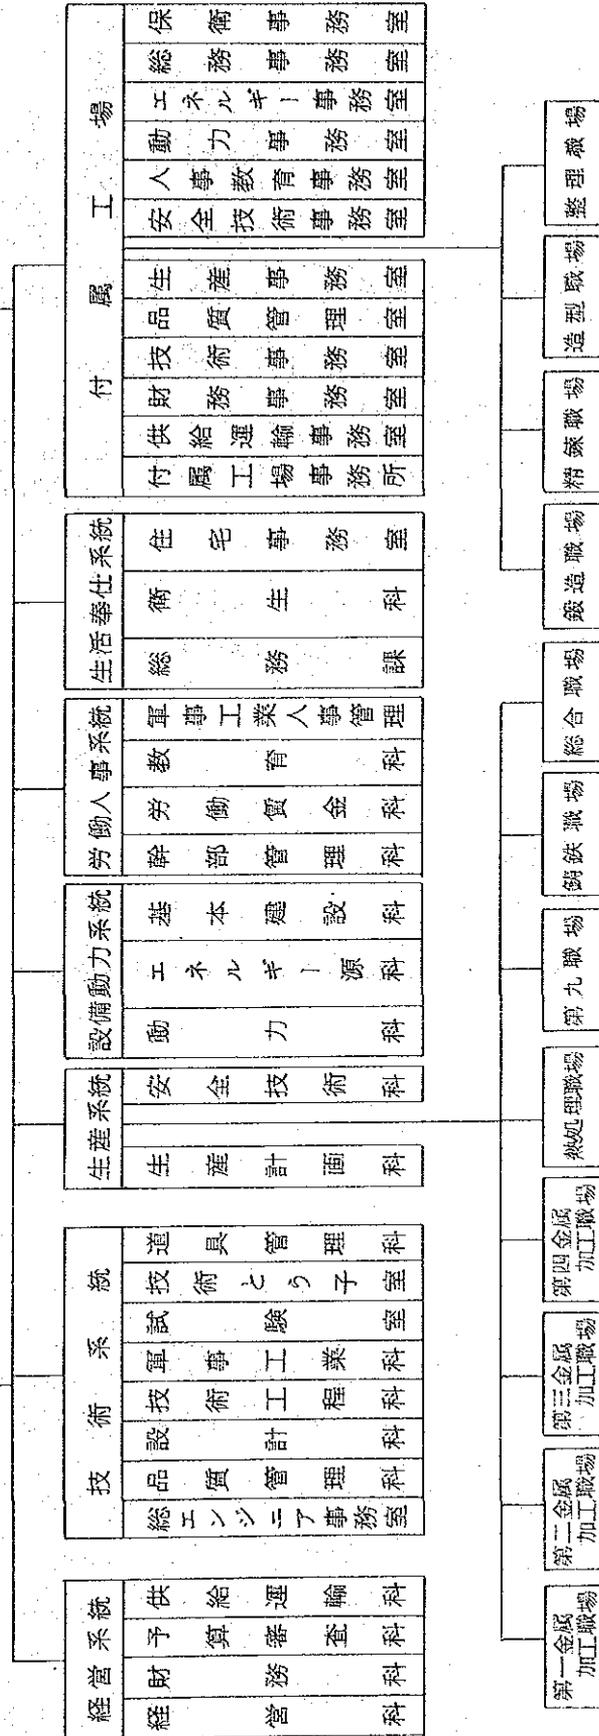 付属工場
保衛事務室
総務事務室
エネルギー事務室
動力事務室
人事教育事務室
安全技術事務室
生産事務室
品質管理室
技術事務室
財務事務室
供給運輸事務室
付属工場事務所
生活奉仕系統
住宅事務室
衛生科
総務課
労働人事系統
軍事工業人事管理
教育科
労働賃金科
幹部管理科
設備動力系統
基本建設科
エネルギー源科
動力科
生産系統
安全技術科
生産計画科
技術系統
道具管理科
技術とう子室
試験室
軍事工業科
技術工程科
設計科
品質管理科
総エンジニア事務室
経営系統
供給運輸科
予算審査科
財務科
経営科
整理職場
造型職場
精錬職場
鍛造職場
総合職場
鋳鉄職場
第九職場
熱処理職場
第四金属
加工職場
第三金属
加工職場
第二金属
加工職場
第一金属
加工職場